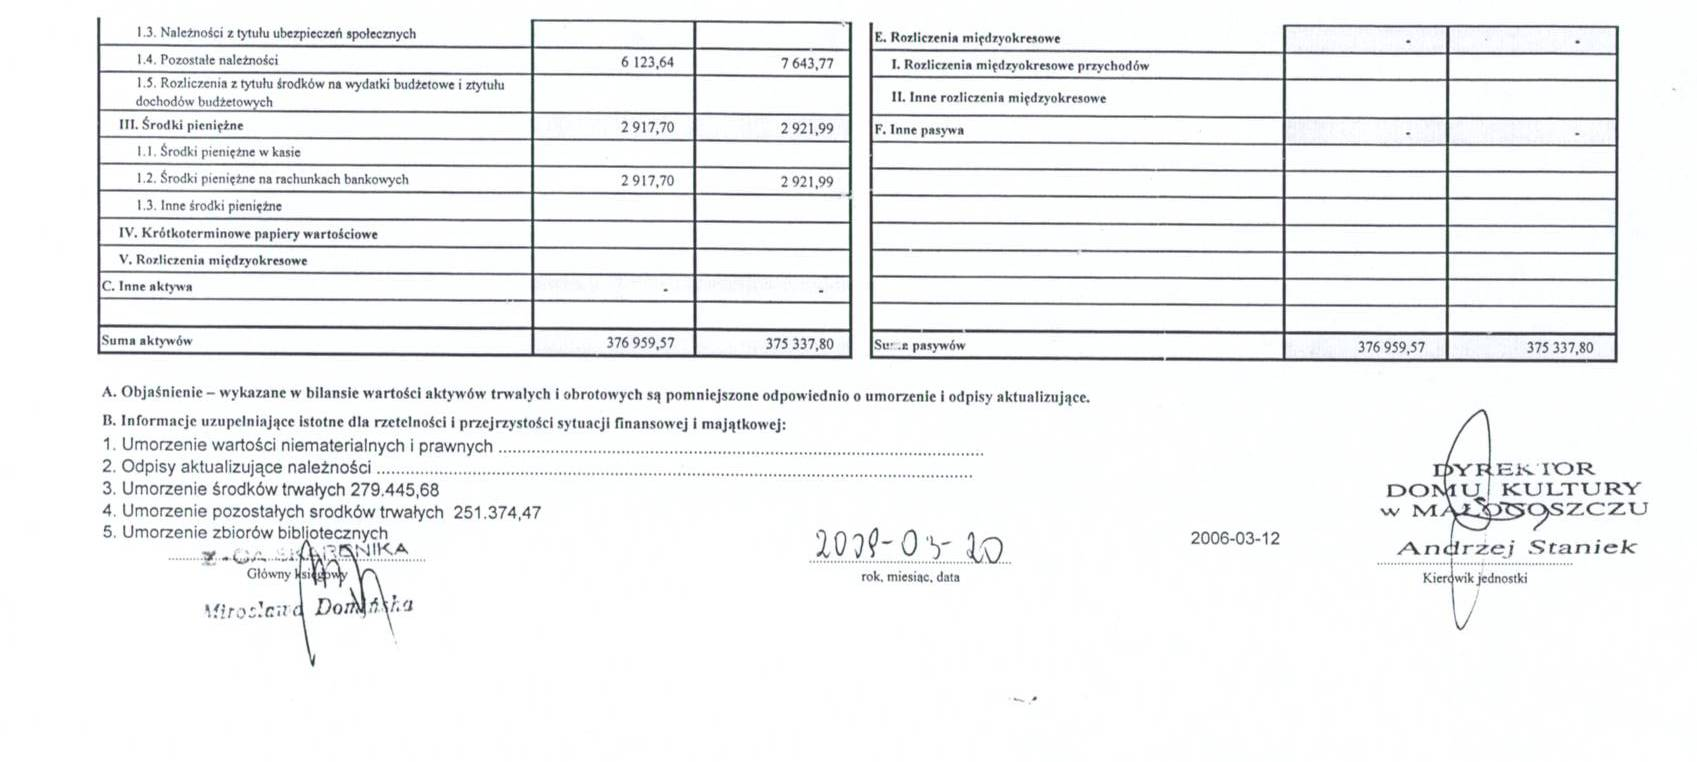 1.3. Należności z tytułu ubezpieczeń społecznych
1.4. Pozostałe należności 6 123,64 7 643,77
1.5. Rozliczenia z tytułu środków na wydatki budżetowe i ztytułu
dochodów budżetowych
III. Środki pieniężne 2 917,70 2 921,99
1.1. Środki pieniężne w kasie
1.2. Środki pieniężne na rachunkach bankowych 2 917,70 2 921,99
1.3. Inne środki pieniężne
IV. Krótkoterminowe papiery wartościowe
V. Rozliczenia międzyokresowe
C. Inne aktywa - -
Suma aktywów 376 959,57 375 337,80
E. Rozliczenia międzyokresowe - -
I. Rozliczenia międzyokresowe przychodów
II. Inne rozliczenia międzyokresowe
F. Inne pasywa - -
Suma pasywów 376 959,57 375 337,80
A. Objaśnienie – wykazane w bilansie wartości aktywów trwałych i obrotowych są pomniejszone odpowiednio o umorzenie i odpisy aktualizujące.
B. Informacje uzupełniające istotne dla rzetelności i przejrzystości sytuacji finansowej i majątkowej:
1. Umorzenie wartości niematerialnych i prawnych
2. Odpisy aktualizujące należności
3. Umorzenie środków trwałych 279.445,68
4. Umorzenie pozostałych srodków trwałych 251.374,47
5. Umorzenie zbiorów bibliotecznych
SKARBNIKA
Główny księgowy
Mirosława Domińska
03-20
rok, miesiąc, data
2006-03-12
DYREKTOR
DOMU KULTURY
w MAŁOGOSZCZU
Andrzej Staniek
Kierowik jednostki